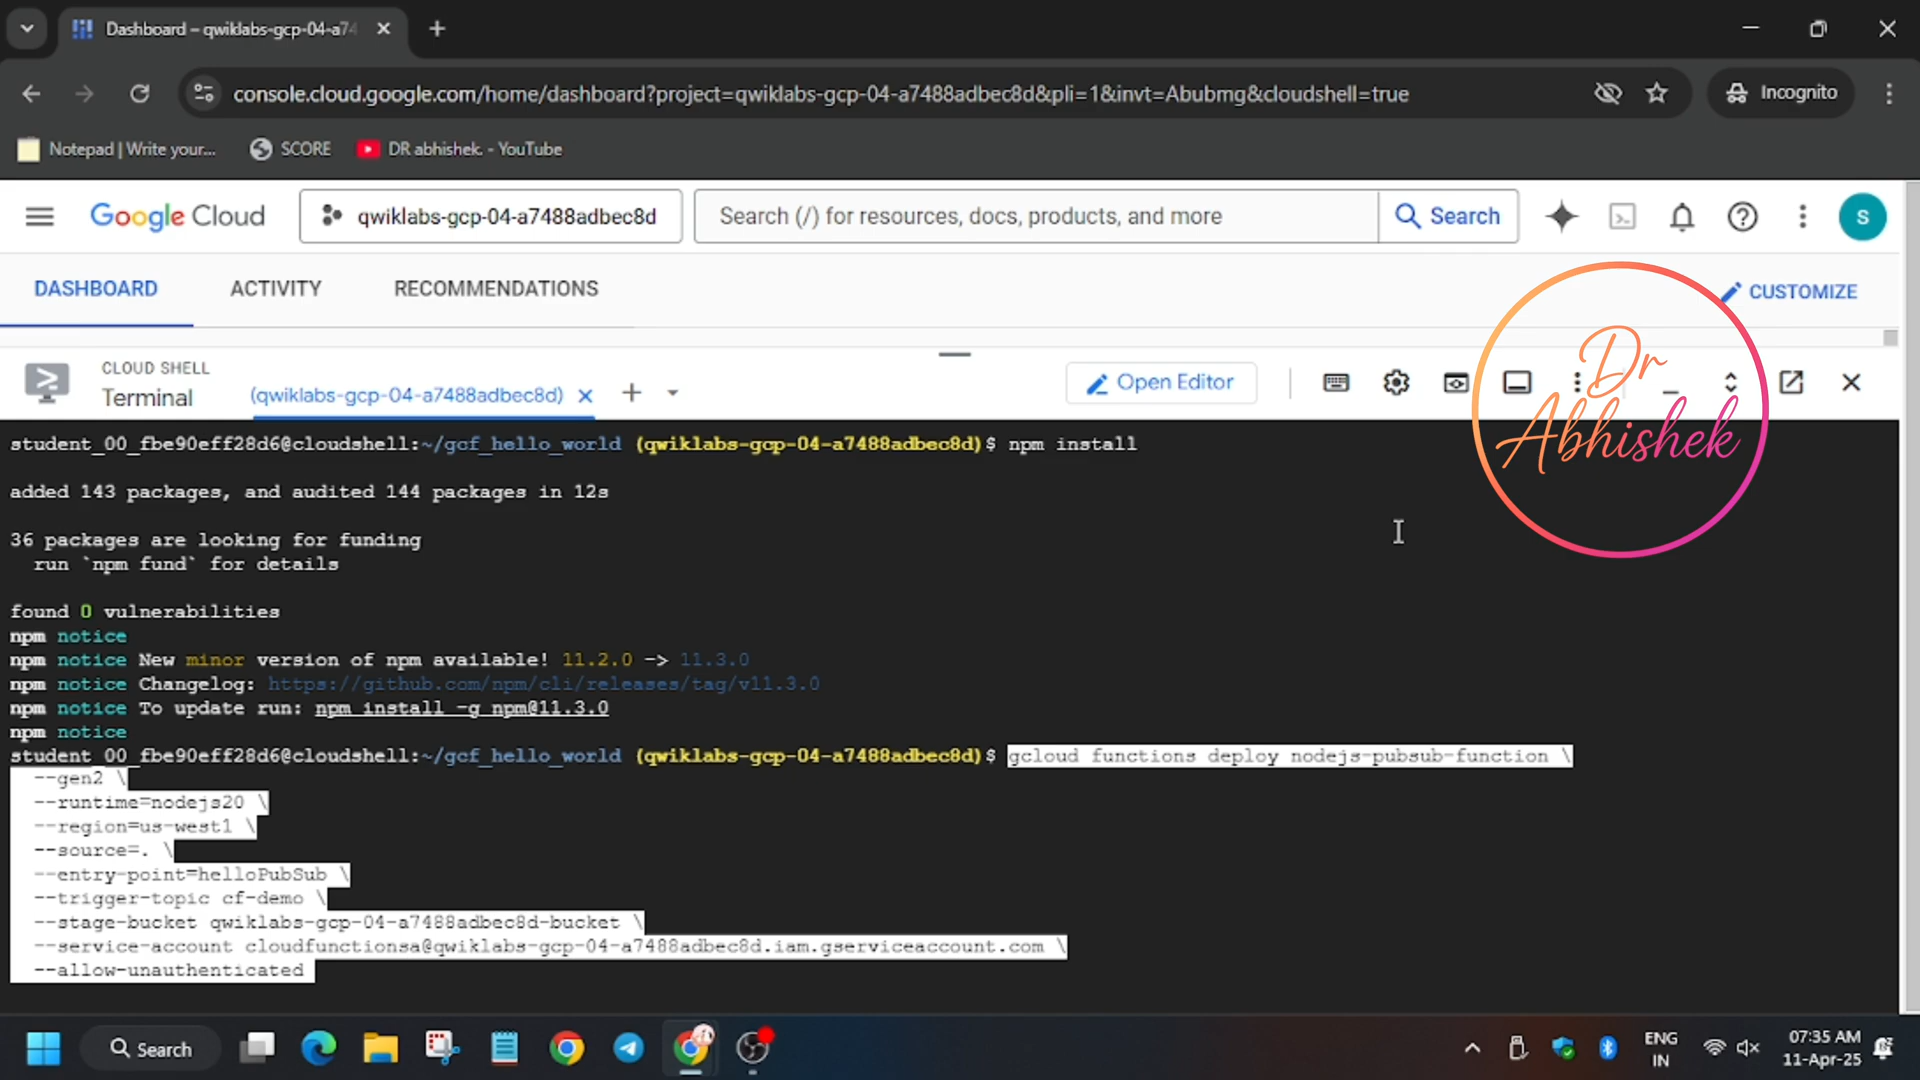 Dashboard – qwiklabs-gcp-04-a74
console.cloud.google.com/home/dashboard?project=qwiklabs-gcp-04-a7488adbec8d&pli=1&invt=Abubmg&cloudshell=true
Incognito
Notepad | Write your...
SCORE
DR abhishek. - YouTube
Google Cloud
qwiklabs-gcp-04-a7488adbec8d
Search (/) for resources, docs, products, and more
Search
S
DASHBOARD
ACTIVITY
RECOMMENDATIONS
CUSTOMIZE
Dr
Abhishek
CLOUD SHELL
Terminal
(qwiklabs-gcp-04-a7488adbec8d)
Open Editor
student_00_fbe90eff28d6@cloudshell:~/gcf_hello_world (qwiklabs-gcp-04-a7488adbec8d)$ npm install
added 143 packages, and audited 144 packages in 12s
36 packages are looking for funding
run `npm fund` for details
found 0 vulnerabilities
npm notice
npm notice New minor version of npm available! 11.2.0 -> 11.3.0
npm notice Changelog: https://github.com/npm/cli/releases/tag/v11.3.0
npm notice To update run: npm install -g npm@11.3.0
npm notice
student_00_fbe90eff28d6@cloudshell:~/gcf_hello_world (qwiklabs-gcp-04-a7488adbec8d)$ gcloud functions deploy nodejs-pubsub-function \
--gen2 \
--runtime=nodejs20 \
--region=us-west1 \
--source=. \
--entry-point=helloPubSub \
--trigger-topic cf-demo \
--stage-bucket qwiklabs-gcp-04-a7488adbec8d-bucket \
--service-account cloudfunctionsa@qwiklabs-gcp-04-a7488adbec8d.iam.gserviceaccount.com \
--allow-unauthenticated
Search
ENG
IN
07:35 AM
11-Apr-25